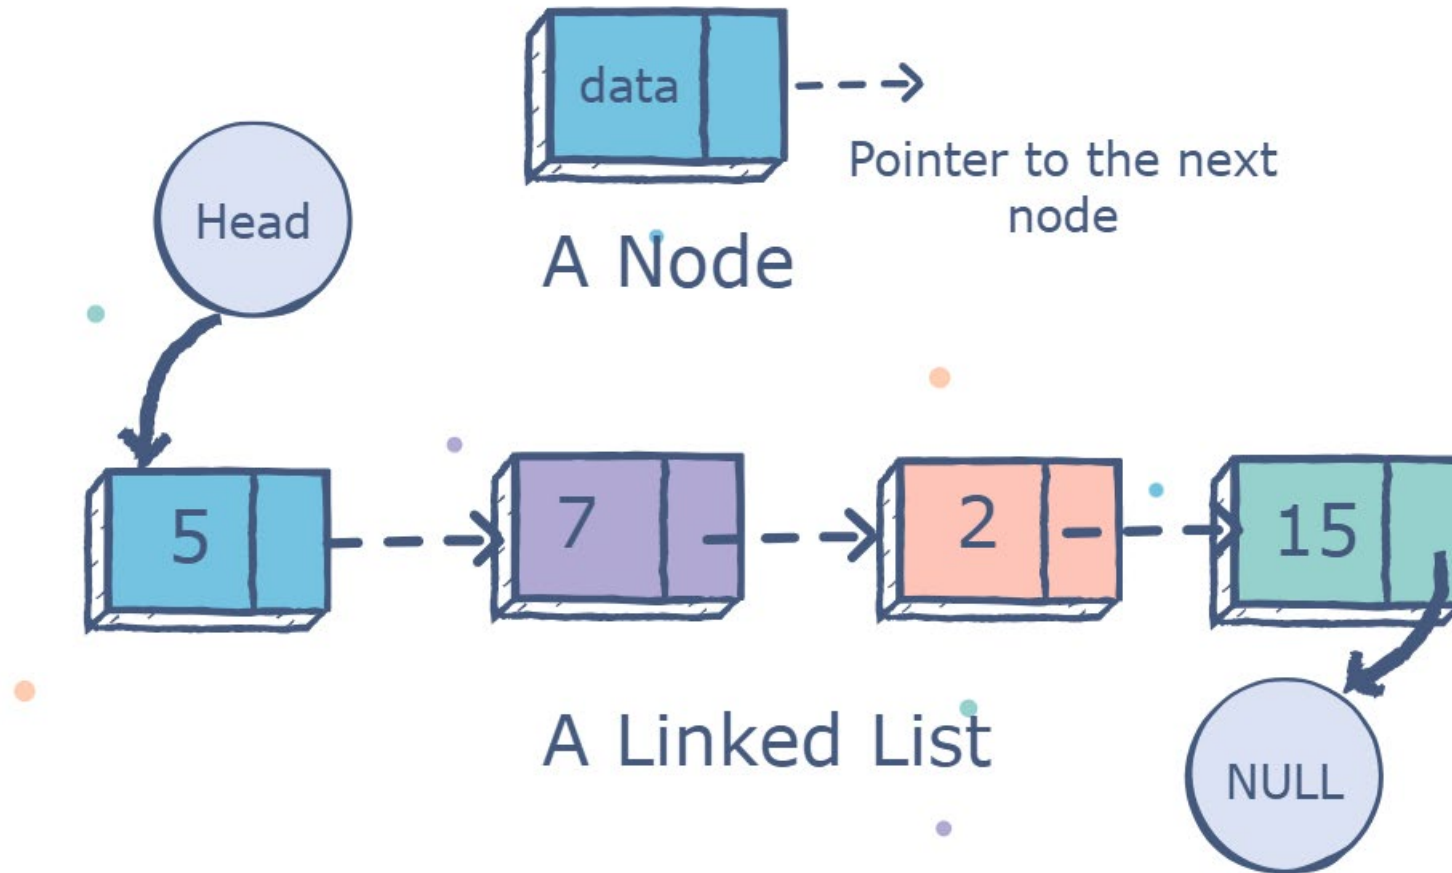 data
Pointer to the next
node
A Node
Head
5
7
2
15
A Linked List
NULL